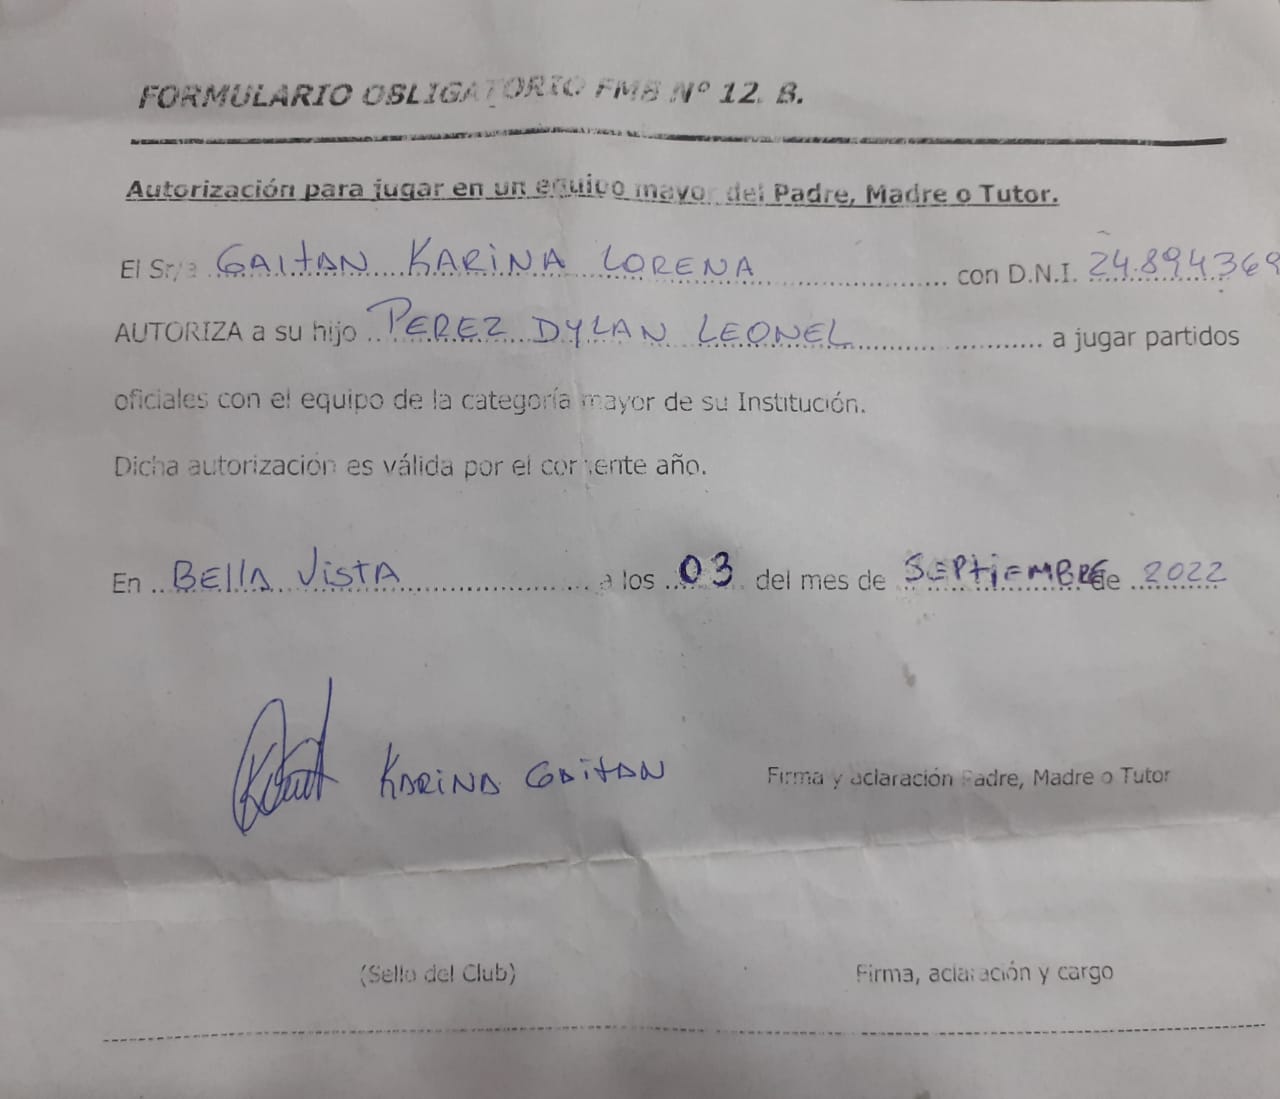 FORMULARIO OBLIGATORIO FMB Nº 12. B.
Autorización para jugar en un equipo mayor del Padre, Madre o Tutor.
El Sr/a GAITAN KARINA LORENA con D.N.I. 24.894369
AUTORIZA a su hijo PEREZ DYLAN LEONEL a jugar partidos
oficiales con el equipo de la categoría mayor de su Institución.
Dicha autorización es válida por el corriente año.
En BELLA VISTA a los 03 del mes de SEPTIEMBRE de 2022
KARINA GAITAN Firma y aclaración Padre, Madre o Tutor
(Sello del Club) Firma, aclaración y cargo